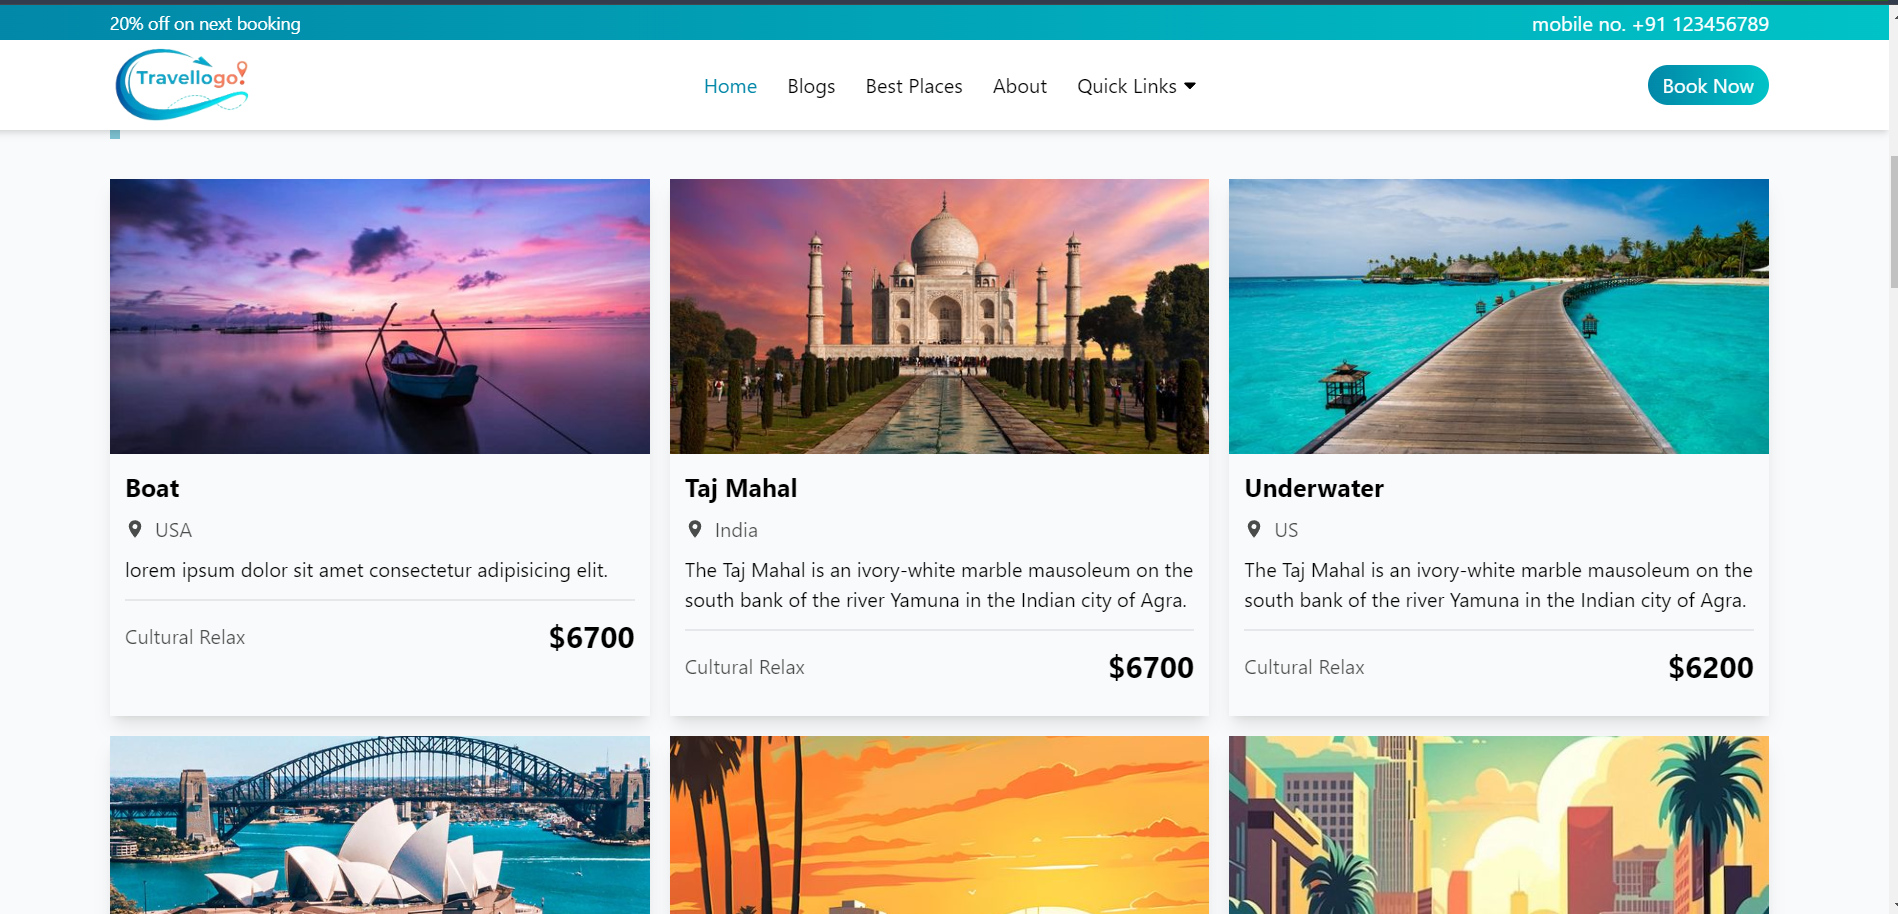 20% off on next booking
mobile no. +91 123456789
Travellogo!
Home
Blogs
Best Places
About
Quick Links
Book Now
Boat
USA
lorem ipsum dolor sit amet consectetur adipisicing elit.
Cultural Relax
$6700
Taj Mahal
India
The Taj Mahal is an ivory-white marble mausoleum on the
south bank of the river Yamuna in the Indian city of Agra.
Cultural Relax
$6700
Underwater
US
The Taj Mahal is an ivory-white marble mausoleum on the
south bank of the river Yamuna in the Indian city of Agra.
Cultural Relax
$6200